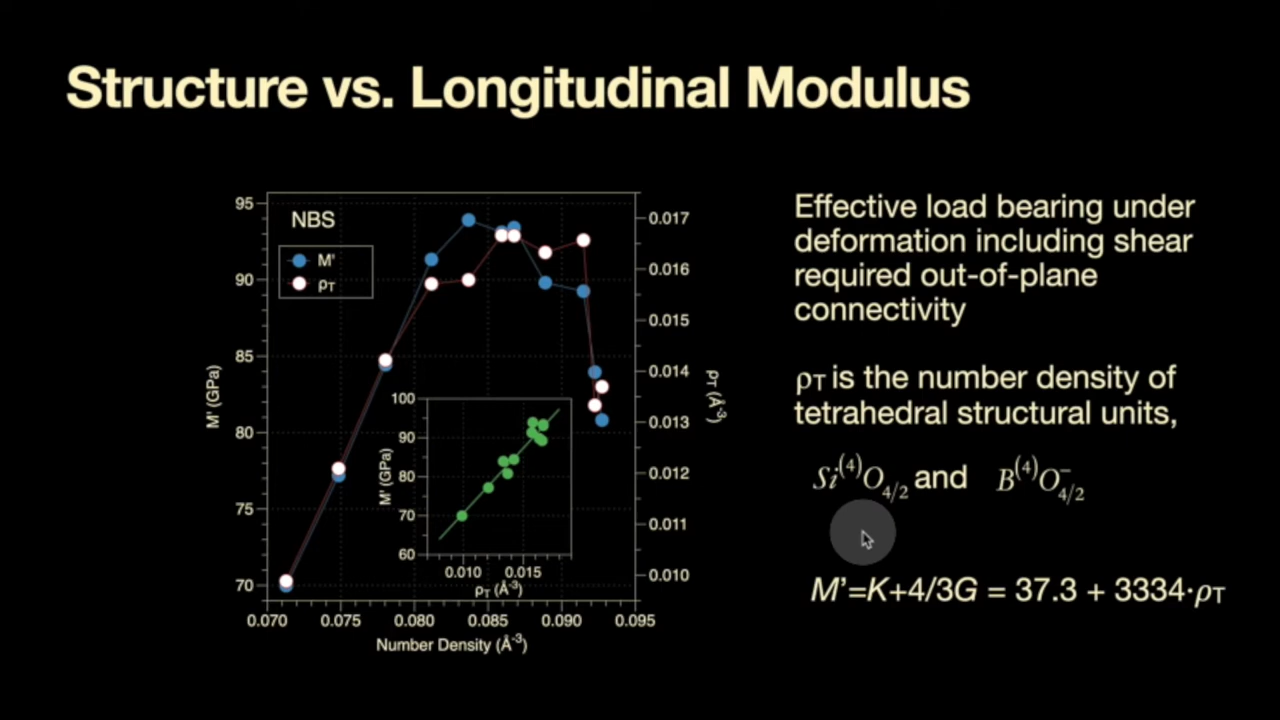 Structure vs. Longitudinal Modulus
NBS
M'
ρT
95
90
85
80
75
70
M' (GPa)
0.070 0.075 0.080 0.085 0.090 0.095
Number Density (Å-3)
0.017
0.016
0.015
0.014
0.013
0.012
0.011
0.010
ρT (Å-3)
100
90
80
70
60
M' (GPa)
0.010 0.015
ρT (Å-3)
Effective load bearing under
deformation including shear
required out-of-plane
connectivity
ρT is the number density of
tetrahedral structural units,
Si(4)O4/2 and B(4)O−4/2
M’=K+4/3G = 37.3 + 3334·ρT